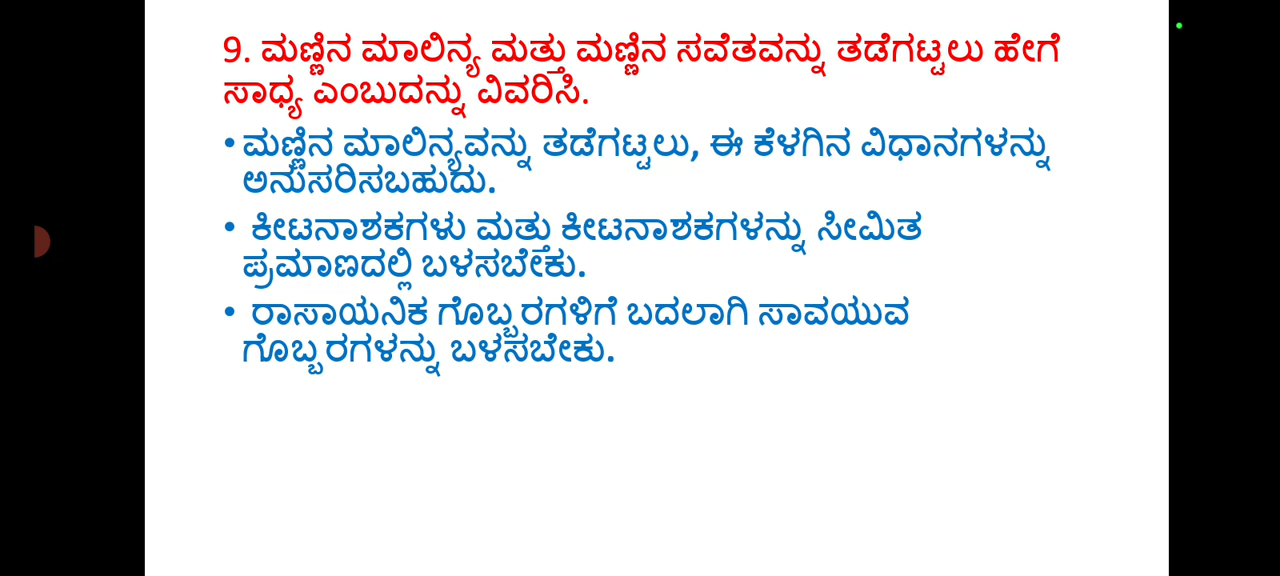 9. ಮಣ್ಣಿನ ಮಾಲಿನ್ಯ ಮತ್ತು ಮಣ್ಣಿನ ಸವೆತವನ್ನು ತಡೆಗಟ್ಟಲು ಹೇಗೆ
ಸಾಧ್ಯ ಎಂಬುದನ್ನು ವಿವರಿಸಿ.
• ಮಣ್ಣಿನ ಮಾಲಿನ್ಯವನ್ನು ತಡೆಗಟ್ಟಲು, ಈ ಕೆಳಗಿನ ವಿಧಾನಗಳನ್ನು
ಅನುಸರಿಸಬಹುದು.
• ಕೀಟನಾಶಕಗಳು ಮತ್ತು ಕೀಟನಾಶಕಗಳನ್ನು ಸೀಮಿತ
ಪ್ರಮಾಣದಲ್ಲಿ ಬಳಸಬೇಕು.
• ರಾಸಾಯನಿಕ ಗೊಬ್ಬರಗಳಿಗೆ ಬದಲಾಗಿ ಸಾವಯುವ
ಗೊಬ್ಬರಗಳನ್ನು ಬಳಸಬೇಕು.